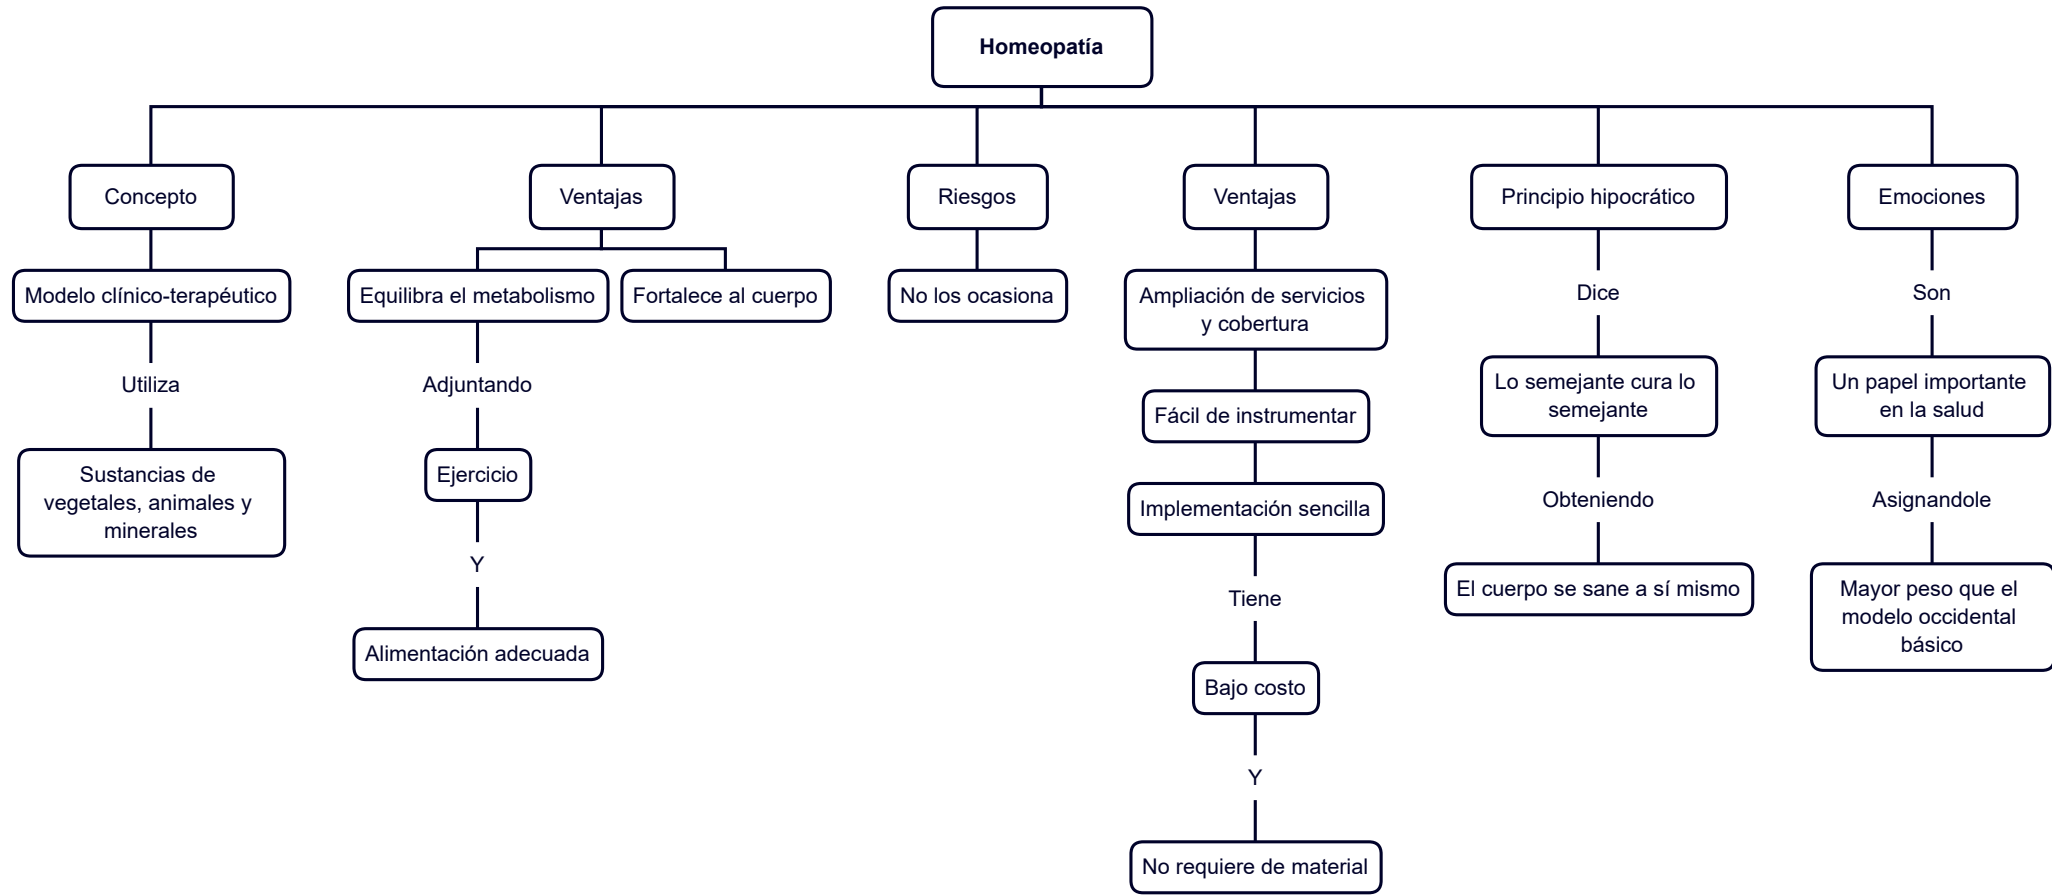 Homeopatía
Concepto
Ventajas
Riesgos
Ventajas
Principio hipocrático
Emociones
Modelo clínico-terapéutico
Equilibra el metabolismo
Fortalece al cuerpo
No los ocasiona
Ampliación de servicios
y cobertura
Dice
Son
Utiliza
Adjuntando
Fácil de instrumentar
Lo semejante cura lo
semejante
Un papel importante
en la salud
Sustancias de
vegetales, animales y
minerales
Ejercicio
Implementación sencilla
Obteniendo
Asignandole
Y
Tiene
El cuerpo se sane a sí mismo
Mayor peso que el
modelo occidental
básico
Alimentación adecuada
Bajo costo
Y
No requiere de material